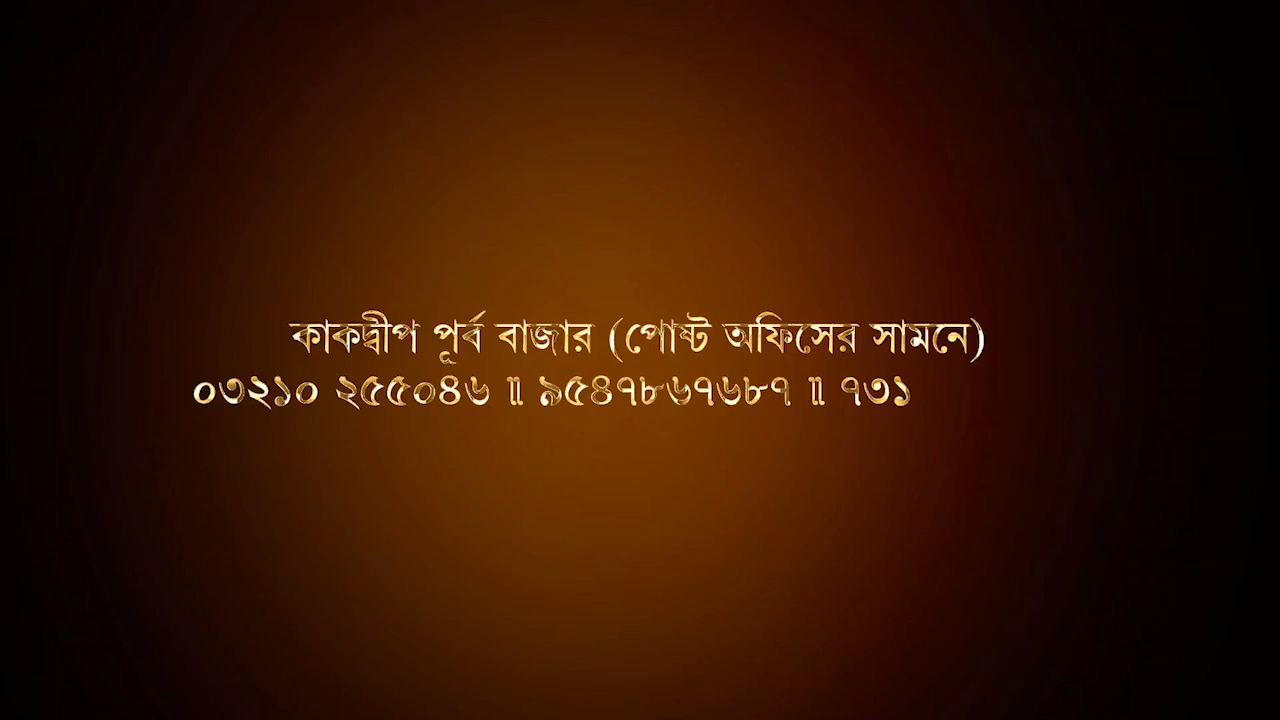 কাকদ্বীপ পূর্ব বাজার (পোষ্ট অফিসের সামনে)
০৩২১০ ২৫৫০৪৬ ॥ ৯৫৪৭৮৬৭৬৮৭ ॥ ৭৩১